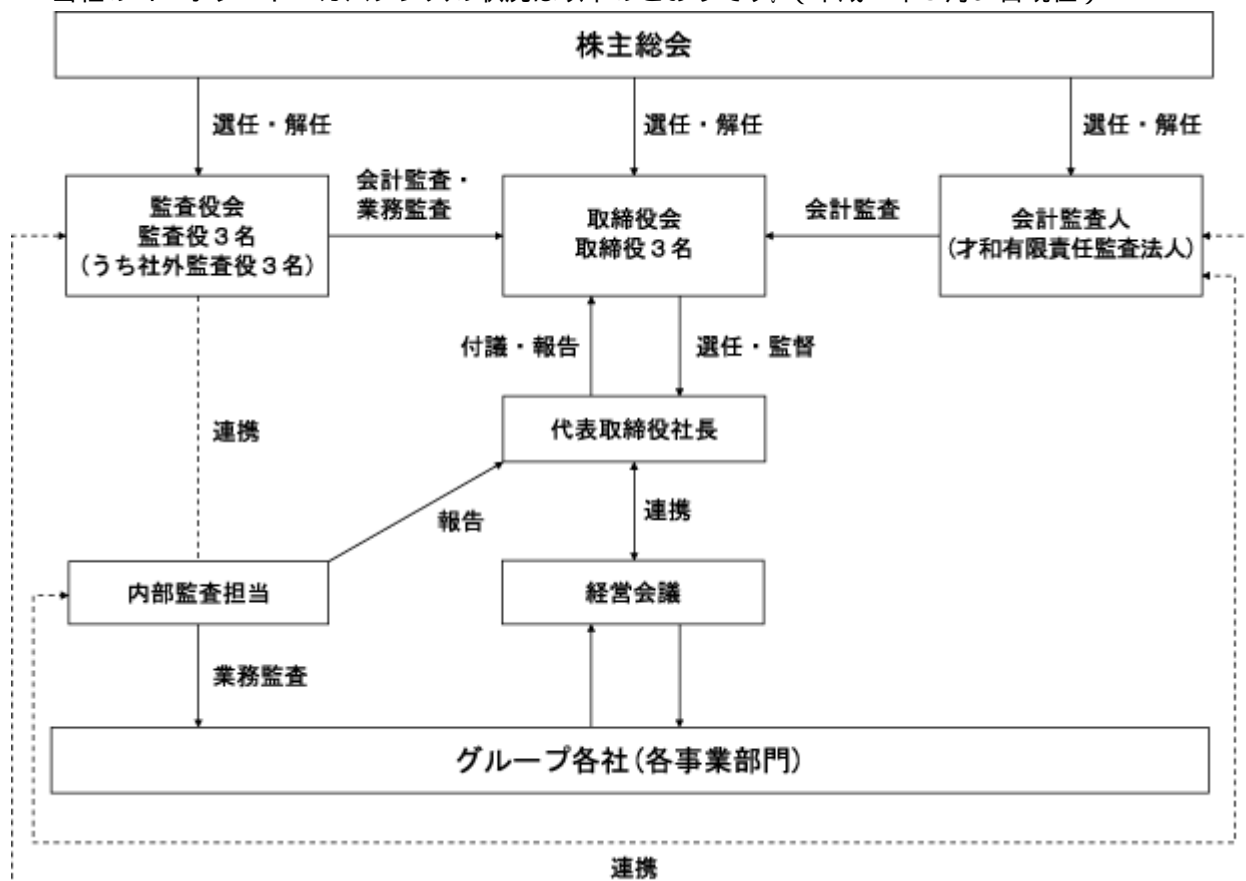 株主総会
選任・解任
選任・解任
選任・解任
監査役会
監査役3名
(うち社外監査役3名)
会計監査・
業務監査
取締役会
取締役3名
会計監査
会計監査人
(才和有限責任監査法人)
付議・報告
選任・監督
連携
代表取締役社長
報告
連携
内部監査担当
経営会議
業務監査
グループ各社(各事業部門)
連携